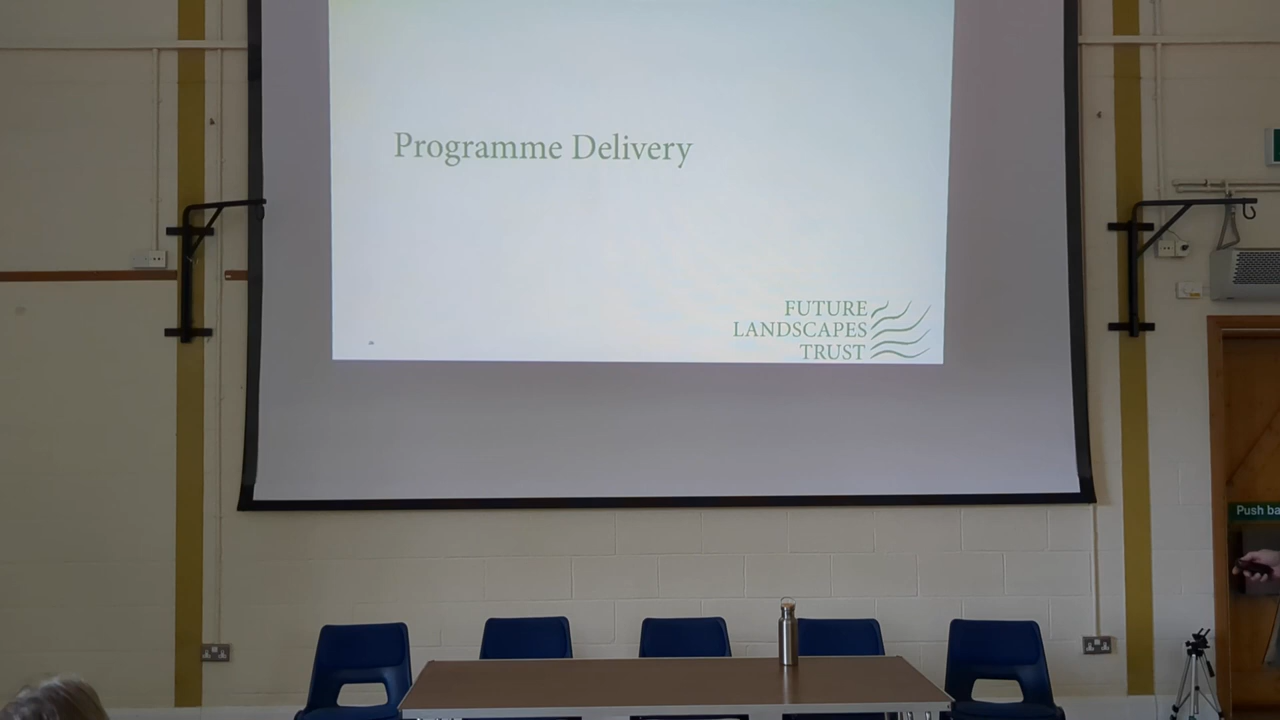 Programme Delivery
FUTURE
LANDSCAPES
TRUST
Push ba